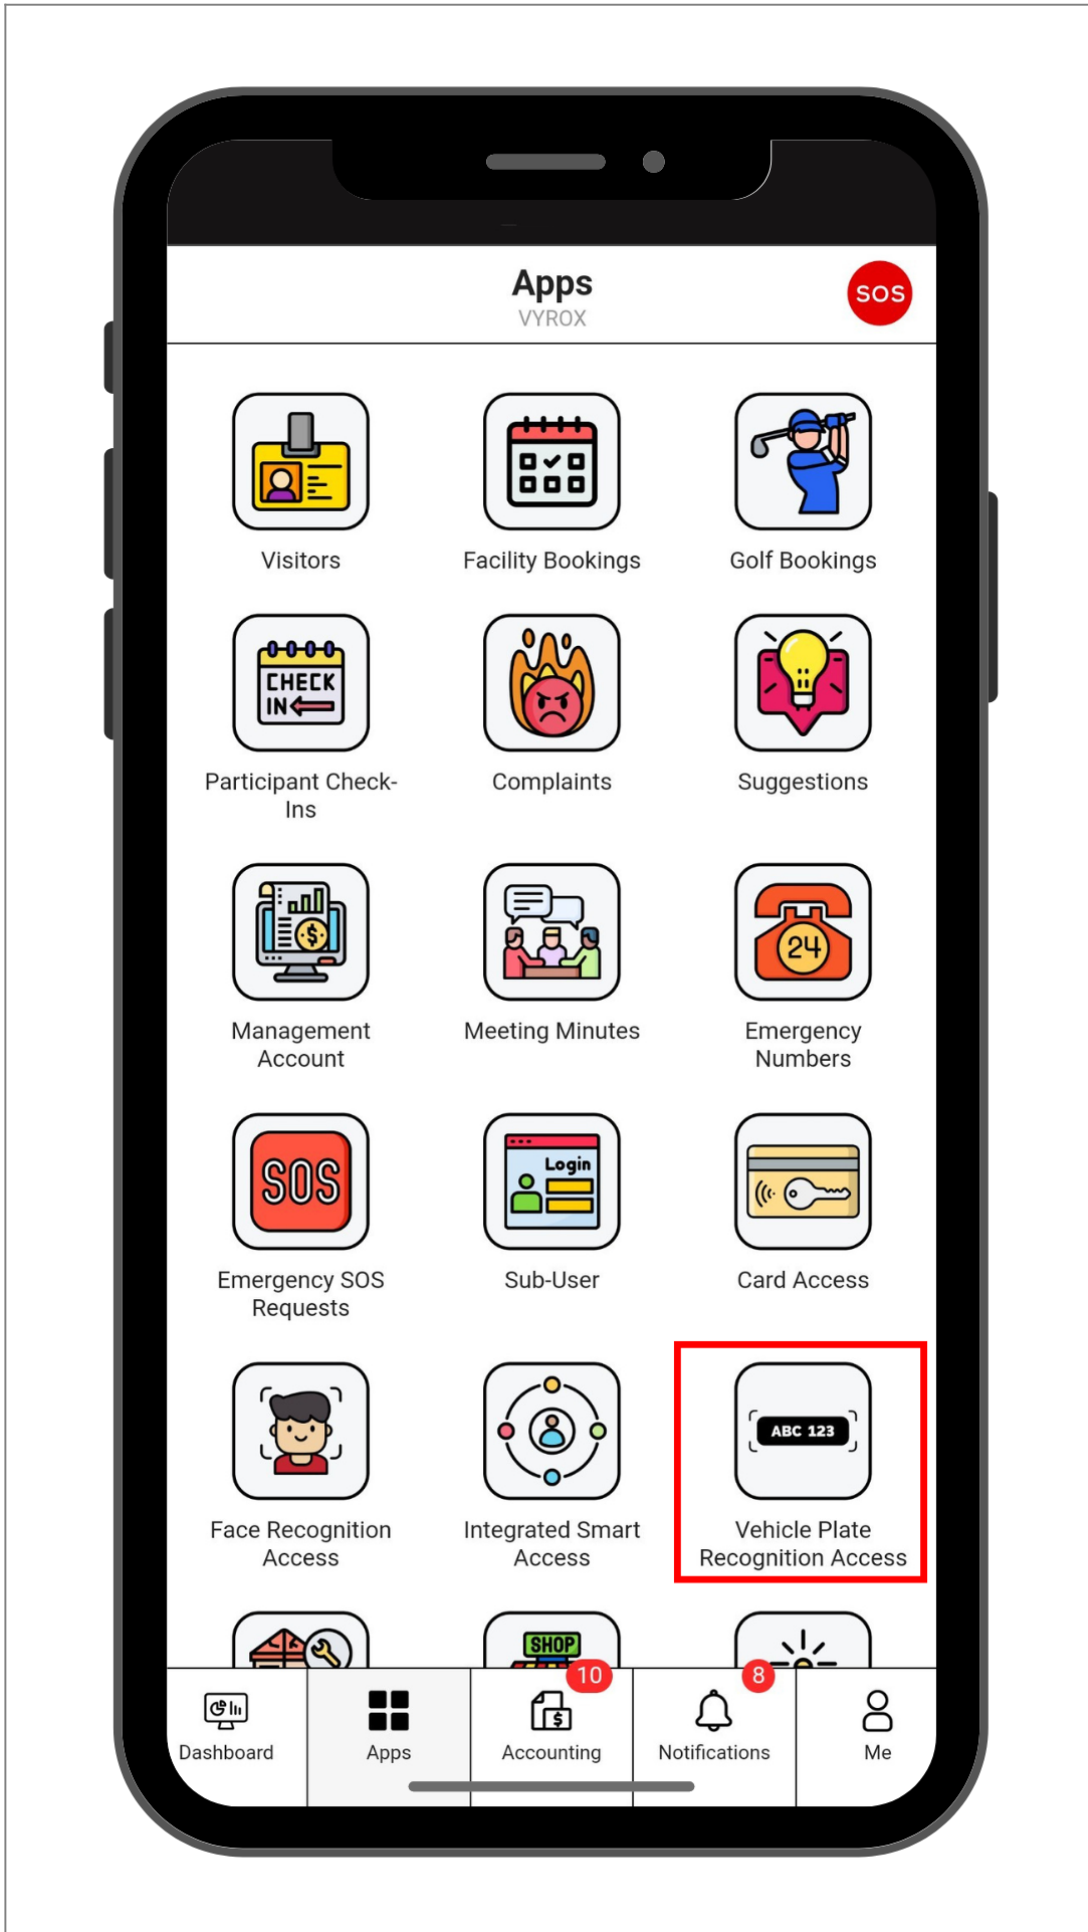 Apps
VYROX
SOS
Visitors
Facility Bookings
Golf Bookings
CHECK
IN
Participant Check-
Ins
Complaints
Suggestions
Management
Account
Meeting Minutes
24
Emergency
Numbers
SOS
Emergency SOS
Requests
Login
Sub-User
Card Access
Face Recognition
Access
Integrated Smart
Access
ABC 123
Vehicle Plate
Recognition Access
SHOP
Dashboard
Apps
10
Accounting
8
Notifications
Me